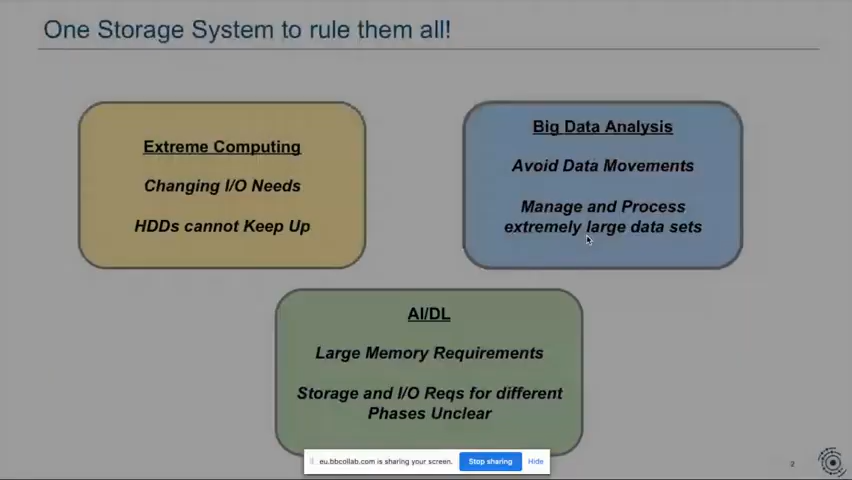 One Storage System to rule them all!
Extreme Computing
Changing I/O Needs
HDDs cannot Keep Up
Big Data Analysis
Avoid Data Movements
Manage and Process
extremely large data sets
AI/DL
Large Memory Requirements
Storage and I/O Reqs for different
Phases Unclear
eu.bbcollab.com is sharing your screen. Stop sharing Hide
2